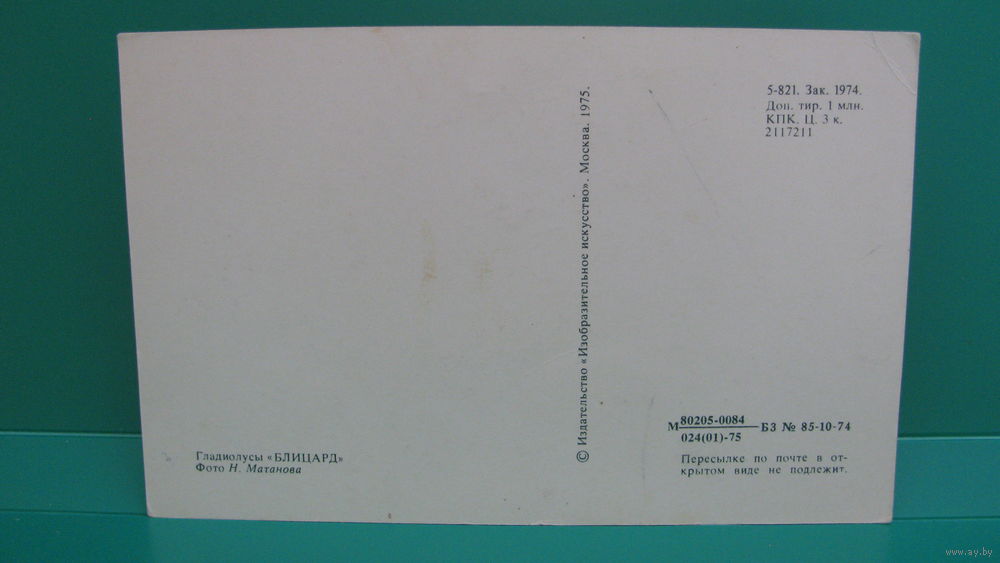 5-821. Зак. 1974.
Доп. тир. 1 млн.
КПК. Ц. 3 к.
2117211
© Издательство «Изобразительное искусство». Москва. 1975.
М 80205-0084 БЗ № 85-10-74
024(01)-75
Гладиолусы «БЛИЦАРД»
Фото Н. Матанова
Пересылке по почте в от-
крытом виде не подлежит.
www.ay.by